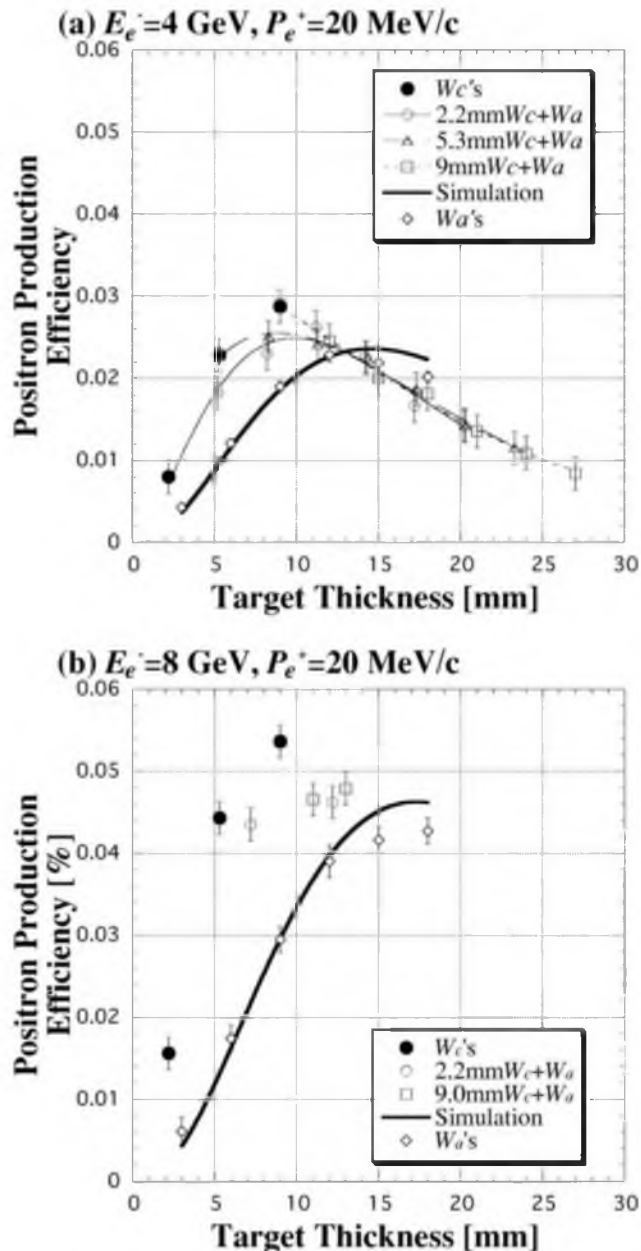 (a) Ee-=4 GeV, Pe+=20 MeV/c
0.06
0.05
0.04
0.03
0.02
0.01
0
Positron Production
Efficiency
Wc's
2.2mmWc+Wa
5.3mmWc+Wa
9mmWc+Wa
Simulation
Wa's
0 5 10 15 20 25 30
Target Thickness [mm]
(b) Ee-=8 GeV, Pe+=20 MeV/c
0.06
0.05
0.04
0.03
0.02
0.01
0
Positron Production
Efficiency [%]
Wc's
2.2mmWc+Wa
9.0mmWc+Wa
Simulation
Wa's
0 5 10 15 20 25 30
Target Thickness [mm]